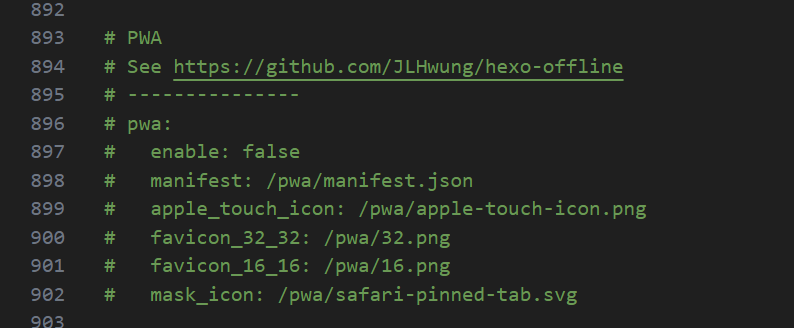 892
893 # PWA
894 # See https://github.com/JLHwung/hexo-offline
895 # ---------------
896 # pwa:
897 #   enable: false
898 #   manifest: /pwa/manifest.json
899 #   apple_touch_icon: /pwa/apple-touch-icon.png
900 #   favicon_32_32: /pwa/32.png
901 #   favicon_16_16: /pwa/16.png
902 #   mask_icon: /pwa/safari-pinned-tab.svg
903